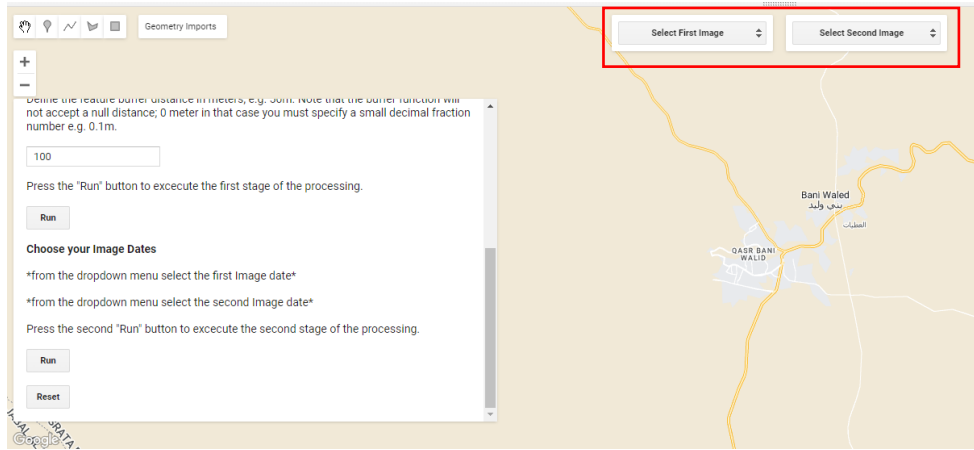 Geometry Imports
Select First Image
Select Second Image
+
−
Define the feature buffer distance in meters, e.g. 50m. Note that the buffer function will
not accept a null distance; 0 meter in that case you must specify a small decimal fraction
number e.g. 0.1m.
100
Press the "Run" button to excecute the first stage of the processing.
Run
Choose your Image Dates
*from the dropdown menu select the first Image date*
*from the dropdown menu select the second Image date*
Press the second "Run" button to excecute the second stage of the processing.
Run
Reset
Bani Waled
بني وليد
العطيات
QASR BANI
WALID
Google